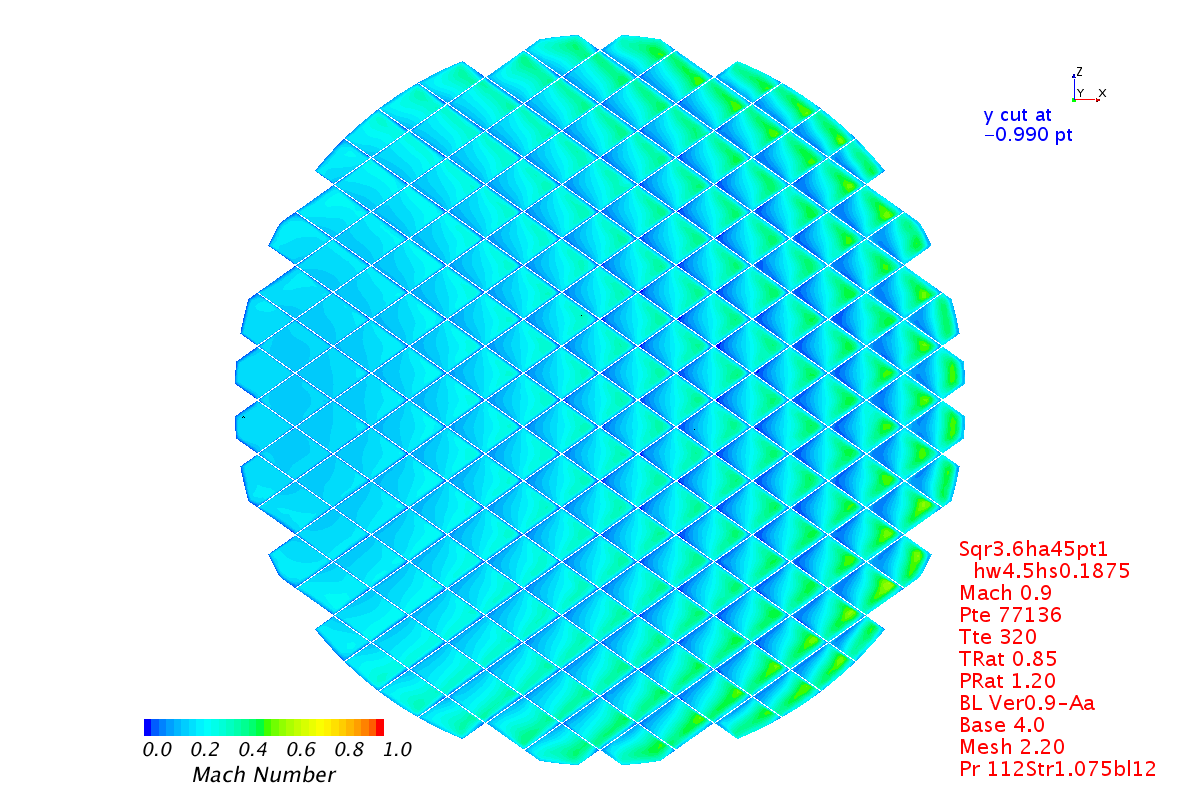 Z
Y X
y cut at
−0.990 pt
Sqr3.6ha45pt1
hw4.5hs0.1875
Mach 0.9
Pte 77136
Tte 320
TRat 0.85
PRat 1.20
BL Ver0.9−Aa
Base 4.0
Mesh 2.20
Pr 112Str1.075bl12
0.0 0.2 0.4 0.6 0.8 1.0
Mach Number